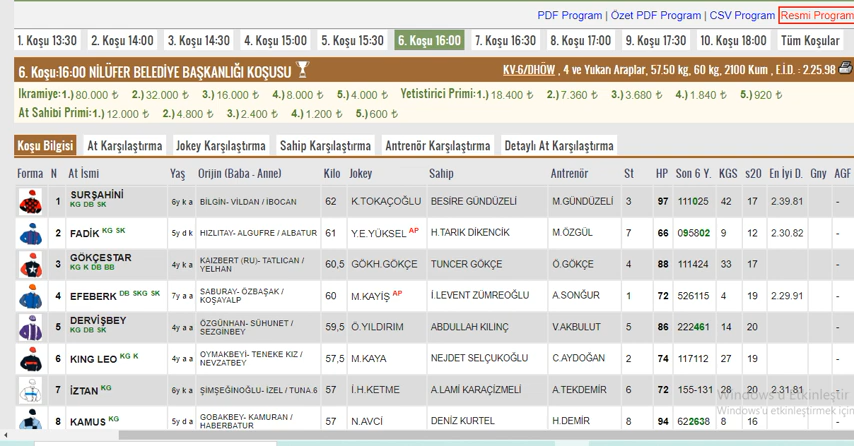 PDF Program | Özet PDF Program | CSV Program Resmi Program
1. Koşu 13:30 2. Koşu 14:00 3. Koşu 14:30 4. Koşu 15:00 5. Koşu 15:30 6. Koşu 16:00 7. Koşu 16:30 8. Koşu 17:00 9. Koşu 17:30 10. Koşu 18:00 Tüm Koşular
6. Koşu:16:00 NİLÜFER BELEDİYE BAŞKANLIĞI KOŞUSU KV-6/DHÖW , 4 ve Yukarı Araplar, 57.50 kg, 60 kg, 2100 Kum , E.İ.D. : 2.25.98
İkramiye:1.) 80.000 ₺ 2.) 32.000 ₺ 3.) 16.000 ₺ 4.) 8.000 ₺ 5.) 4.000 ₺ Yetiştirici Primi:1.) 18.400 ₺ 2.) 7.360 ₺ 3.) 3.680 ₺ 4.) 1.840 ₺ 5.) 920 ₺
At Sahibi Primi:1.) 12.000 ₺ 2.) 4.800 ₺ 3.) 2.400 ₺ 4.) 1.200 ₺ 5.) 600 ₺
Koşu Bilgisi At Karşılaştırma Jokey Karşılaştırma Sahip Karşılaştırma Antrenör Karşılaştırma Detaylı At Karşılaştırma
Forma N At İsmi Yaş Orijin (Baba - Anne) Kilo Jokey Sahip Antrenör St HP Son 6 Y. KGS s20 En İyi D. Gny AGF
1 SURŞAHİNİ KG DB SK 6y k a BİLGİN- VİLDAN / İBOCAN 62 K.TOKAÇOĞLU BESİRE GÜNDÜZELİ M.GÜNDÜZELİ 3 97 111025 42 17 2.39.81 -
2 FADİK KG SK 5y d k HIZLITAY- ALGUFRE / ALBATUR 61 Y.E.YÜKSEL AP H.TARIK DİKENCİK M.ÖZGÜL 7 66 095802 9 12 2.30.82 -
3 GÖKÇESTAR KG K DB BB 4y k a KAIZBERT (RU)- TATLICAN / YELHAN 60,5 GÖKH.GÖKÇE TUNCER GÖKÇE Ö.GÖKÇE 4 88 111424 33 17 -
4 EFEBERK DB SKG SK 7y a a SABURAY- ÖZBAŞAK / KOŞAYALP 60 M.KAYİŞ AP İ.LEVENT ZÜMREOĞLU A.SONĞUR 1 72 526115 4 19 2.29.91 -
5 DERVİŞBEY KG DB SK 4y a a ÖZGÜNHAN- SÜHUNET / SEZGINBEY 59,5 Ö.YILDIRIM ABDULLAH KILINÇ V.AKBULUT 5 86 222461 14 20 -
6 KING LEO KG K 4y a a OYMAKBEYİ- TENEKE KIZ / NEVZATBEY 57,5 M.KAYA NEJDET SELÇUKOĞLU C.AYDOĞAN 2 74 117112 27 19 -
7 İZTAN KG 6y k a ŞİMŞEĞİNOĞLU- İZEL / TUNA.6 57 İ.H.KETME A.LAMİ KARAÇİZMELİ A.TEKDEMİR 6 72 155-131 28 20 2.31.81 -
8 KAMUS KG 5y d a GOBAKBEY- KAMURAN / HABERBATUR 57 N.AVCİ DENİZ KURTEL H.DEMİR 8 94 622638 8 16 -
Windows'u Etkinleştir
Windows'u etkinleştirmek için